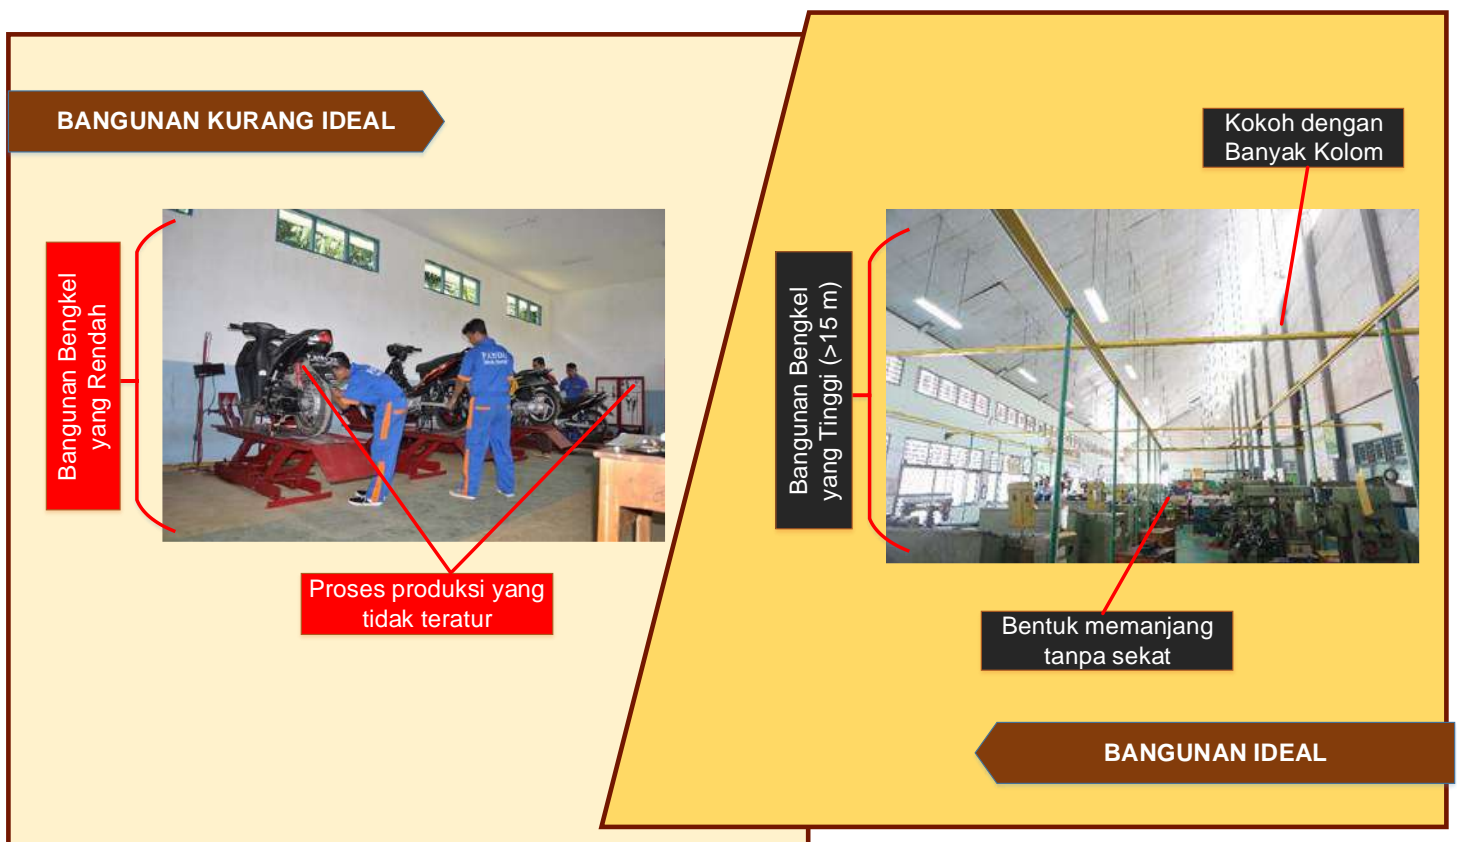 BANGUNAN KURANG IDEAL
Bangunan Bengkel
yang Rendah
Proses produksi yang
tidak teratur
Kokoh dengan
Banyak Kolom
Bangunan Bengkel
yang Tinggi (>15 m)
Bentuk memanjang
tanpa sekat
BANGUNAN IDEAL